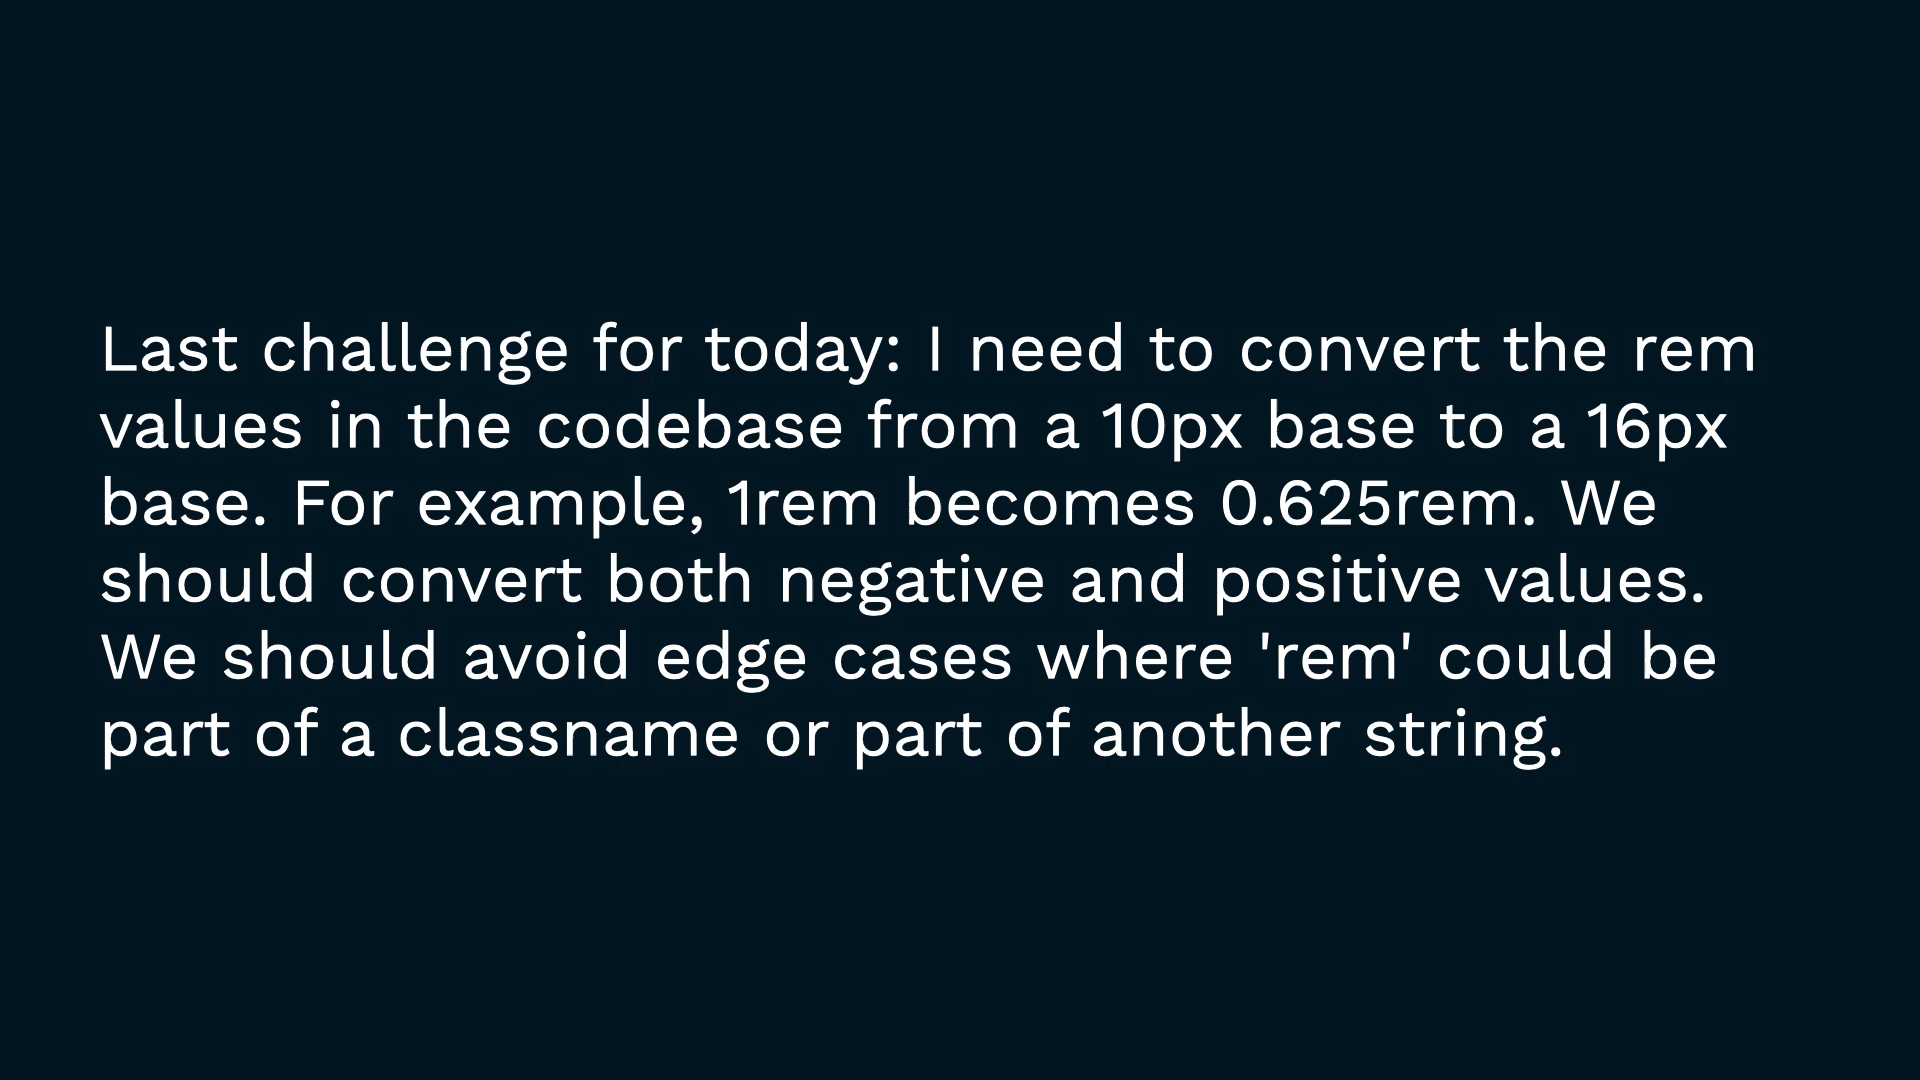 Last challenge for today: I need to convert the rem
values in the codebase from a 10px base to a 16px
base. For example, 1rem becomes 0.625rem. We
should convert both negative and positive values.
We should avoid edge cases where 'rem' could be
part of a classname or part of another string.